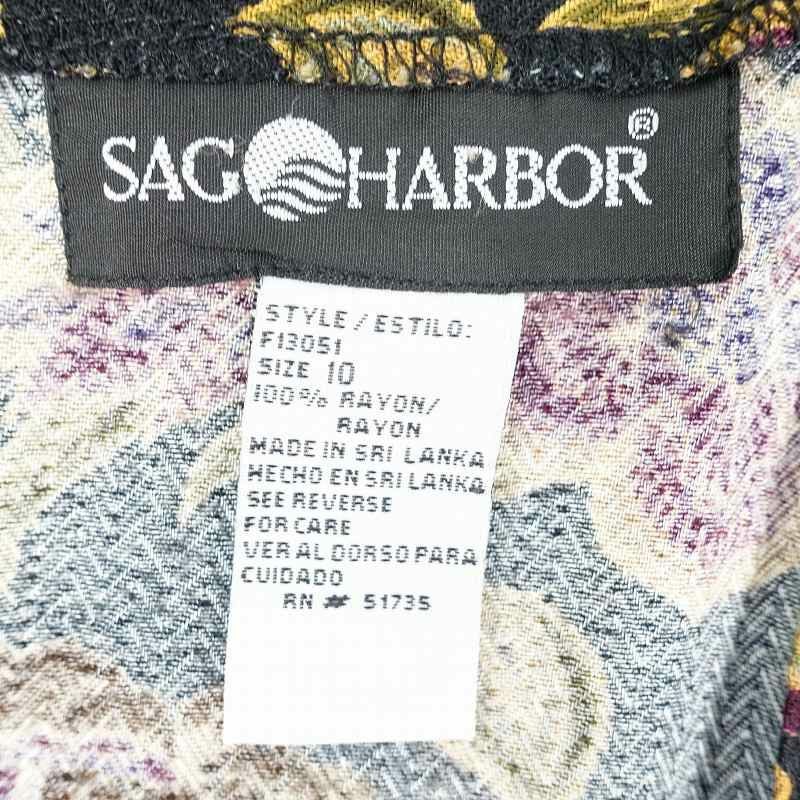 SAG HARBOR ®
STYLE / ESTILO:
F13051
SIZE 10
100% RAYON/
RAYON
MADE IN SRI LANKA
HECHO EN SRI LANKA
SEE REVERSE
FOR CARE
VER AL DORSO PARA
CUIDADO
RN # 51735